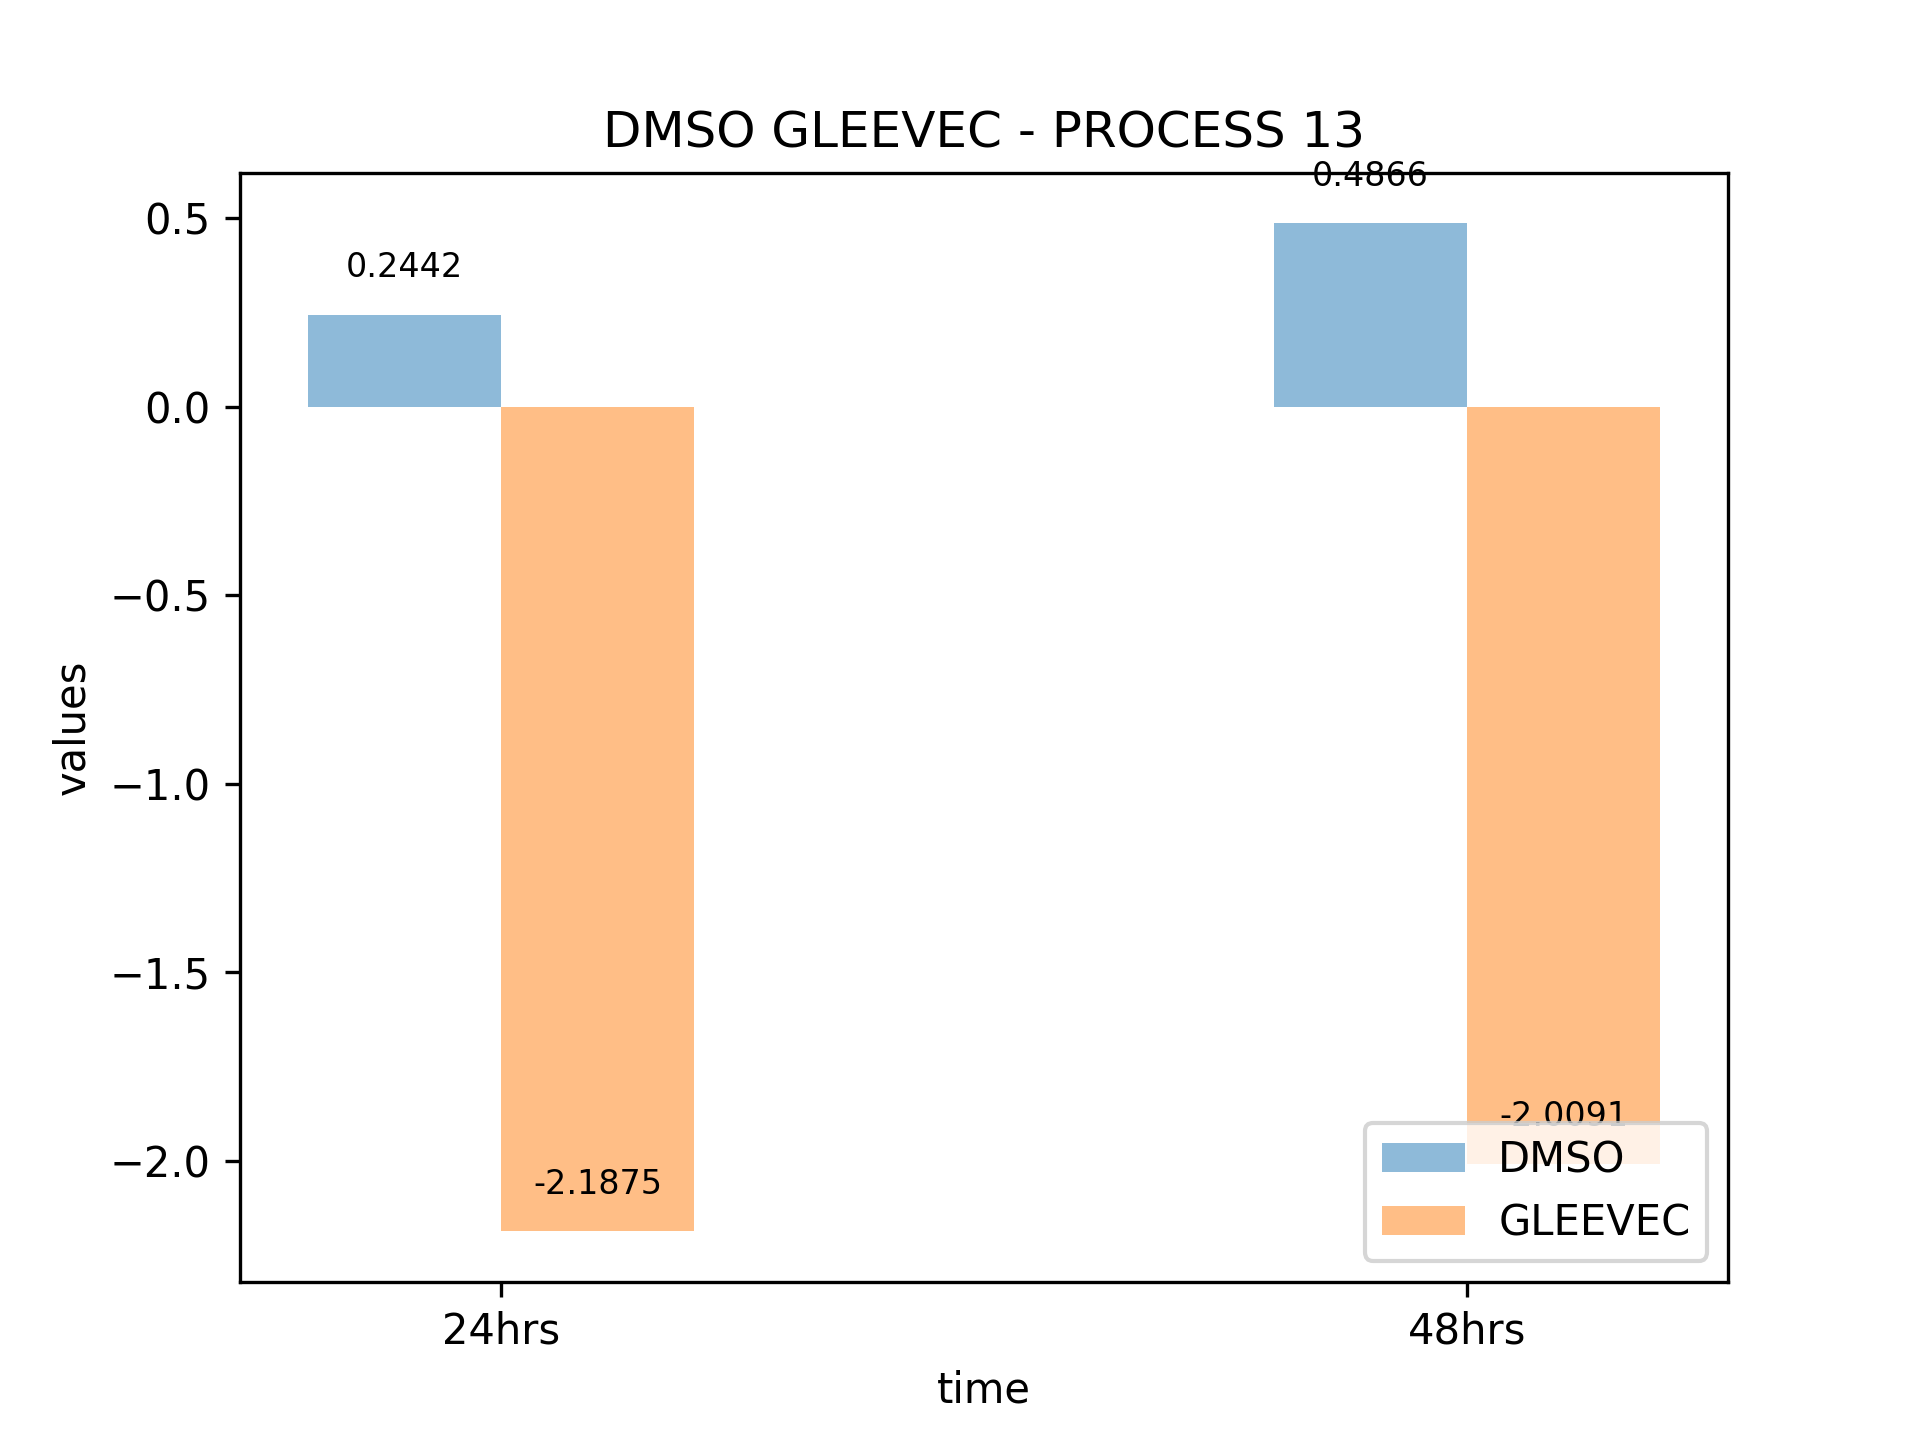 DMSO GLEEVEC - PROCESS 13
0.4866
0.5
0.2442
0.0
−0.5
values
−1.0
−1.5
-2.0091
−2.0
-2.1875
DMSO
GLEEVEC
24hrs
48hrs
time